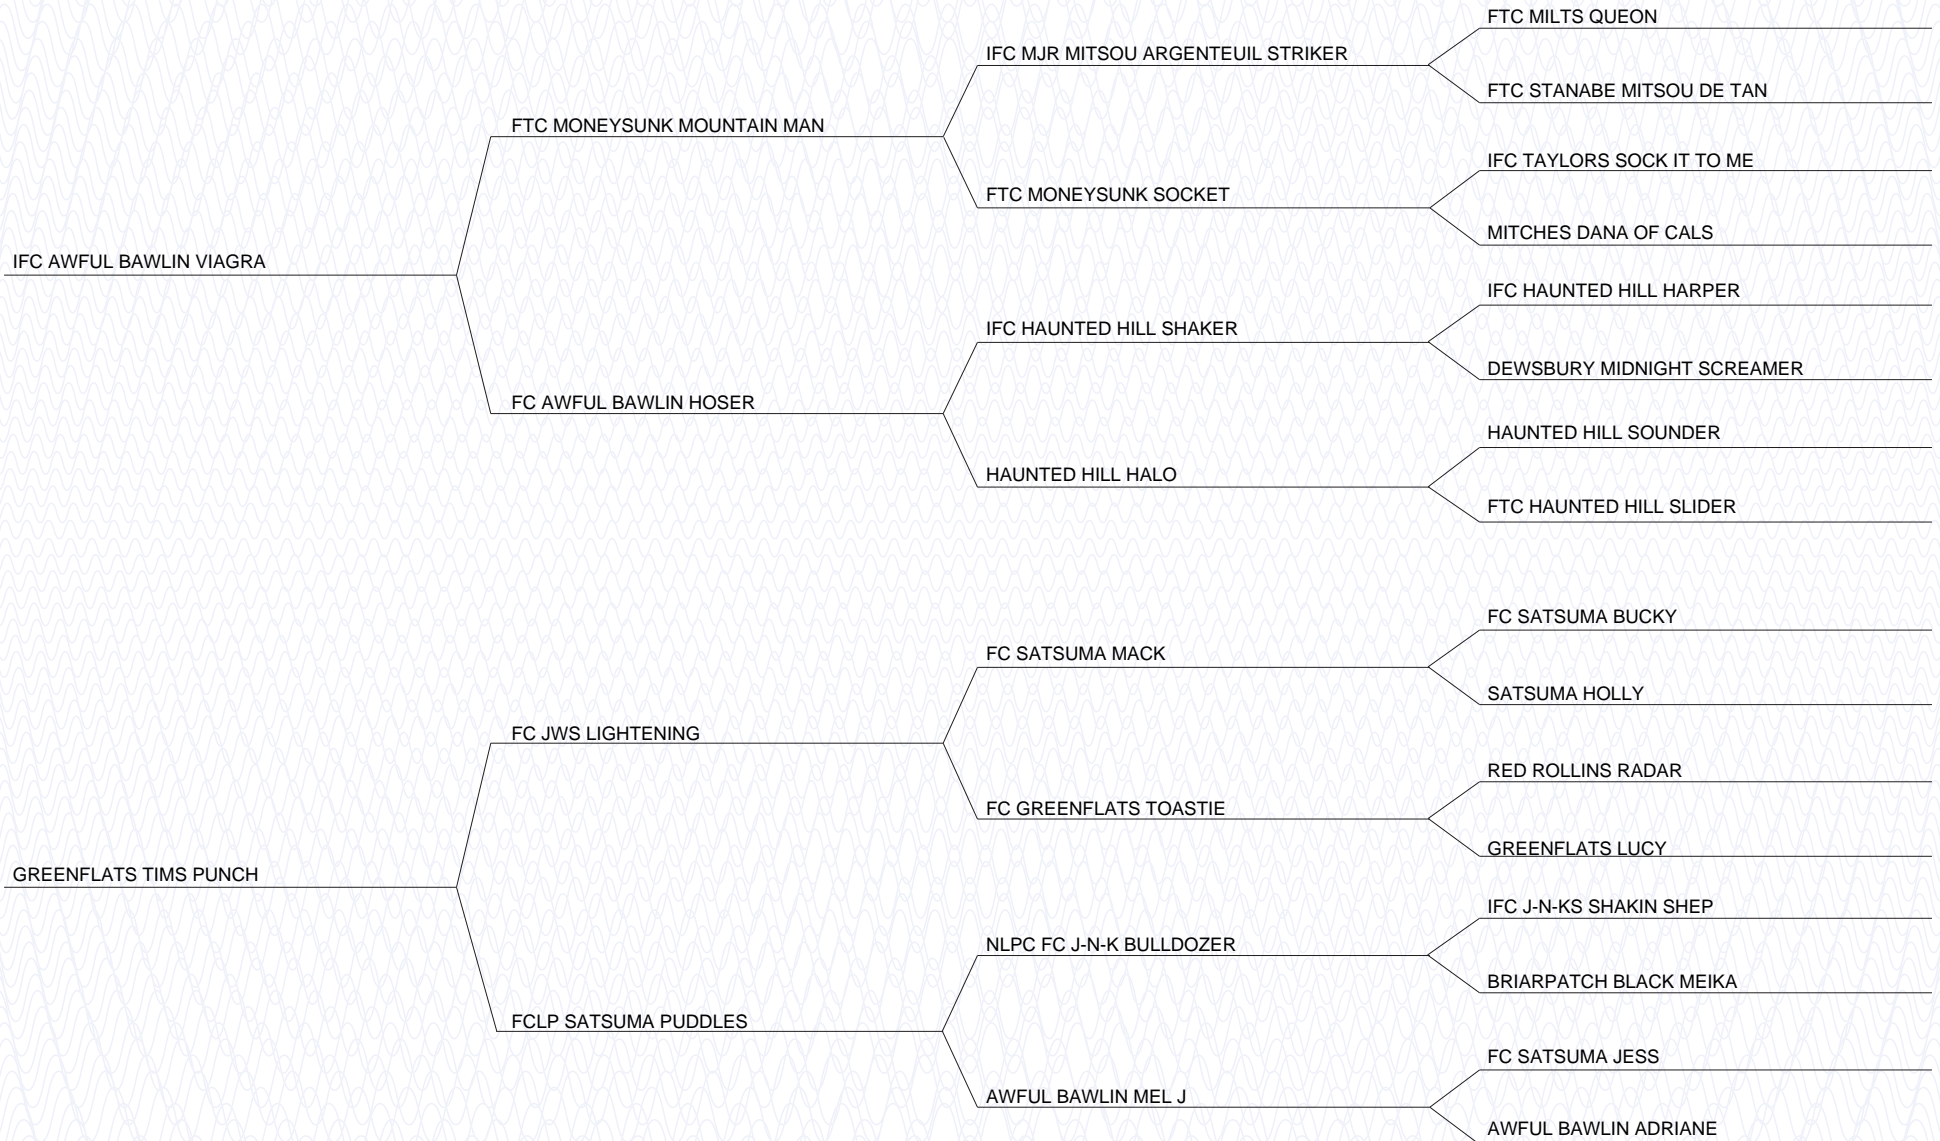 FTC MILTS QUEON
IFC MJR MITSOU ARGENTEUIL STRIKER
FTC STANABE MITSOU DE TAN
FTC MONEYSUNK MOUNTAIN MAN
IFC TAYLORS SOCK IT TO ME
FTC MONEYSUNK SOCKET
MITCHES DANA OF CALS
IFC AWFUL BAWLIN VIAGRA
IFC HAUNTED HILL HARPER
IFC HAUNTED HILL SHAKER
DEWSBURY MIDNIGHT SCREAMER
FC AWFUL BAWLIN HOSER
HAUNTED HILL SOUNDER
HAUNTED HILL HALO
FTC HAUNTED HILL SLIDER
FC SATSUMA BUCKY
FC SATSUMA MACK
SATSUMA HOLLY
FC JWS LIGHTENING
RED ROLLINS RADAR
FC GREENFLATS TOASTIE
GREENFLATS LUCY
GREENFLATS TIMS PUNCH
IFC J-N-KS SHAKIN SHEP
NLPC FC J-N-K BULLDOZER
BRIARPATCH BLACK MEIKA
FCLP SATSUMA PUDDLES
FC SATSUMA JESS
AWFUL BAWLIN MEL J
AWFUL BAWLIN ADRIANE